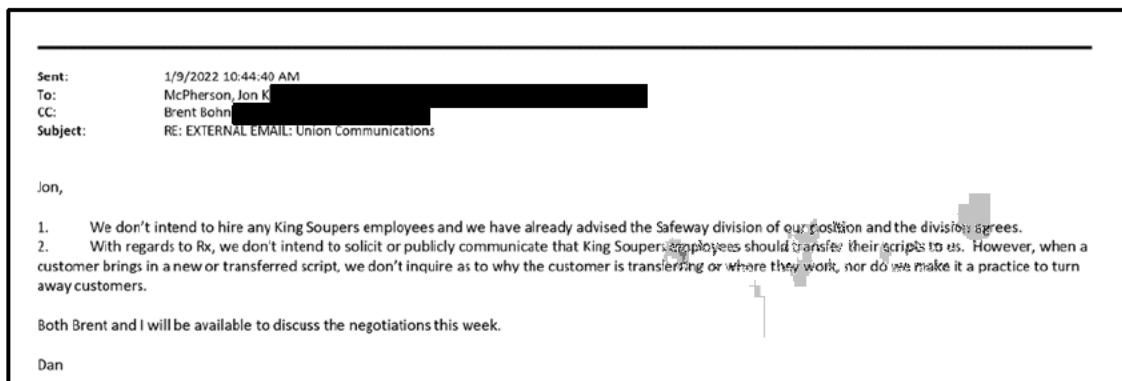 Sent: 1/9/2022 10:44:40 AM
To: McPherson, Jon K
CC: Brent Bohn
Subject: RE: EXTERNAL EMAIL: Union Communications
Jon,
1. We don't intend to hire any King Soupers employees and we have already advised the Safeway division of our position and the division agrees.
2. With regards to Rx, we don't intend to solicit or publicly communicate that King Soupers employees should transfer their scripts to us. However, when a
customer brings in a new or transferred script, we don't inquire as to why the customer is transferring or where they work, nor do we make it a practice to turn
away customers.
Both Brent and I will be available to discuss the negotiations this week.
Dan